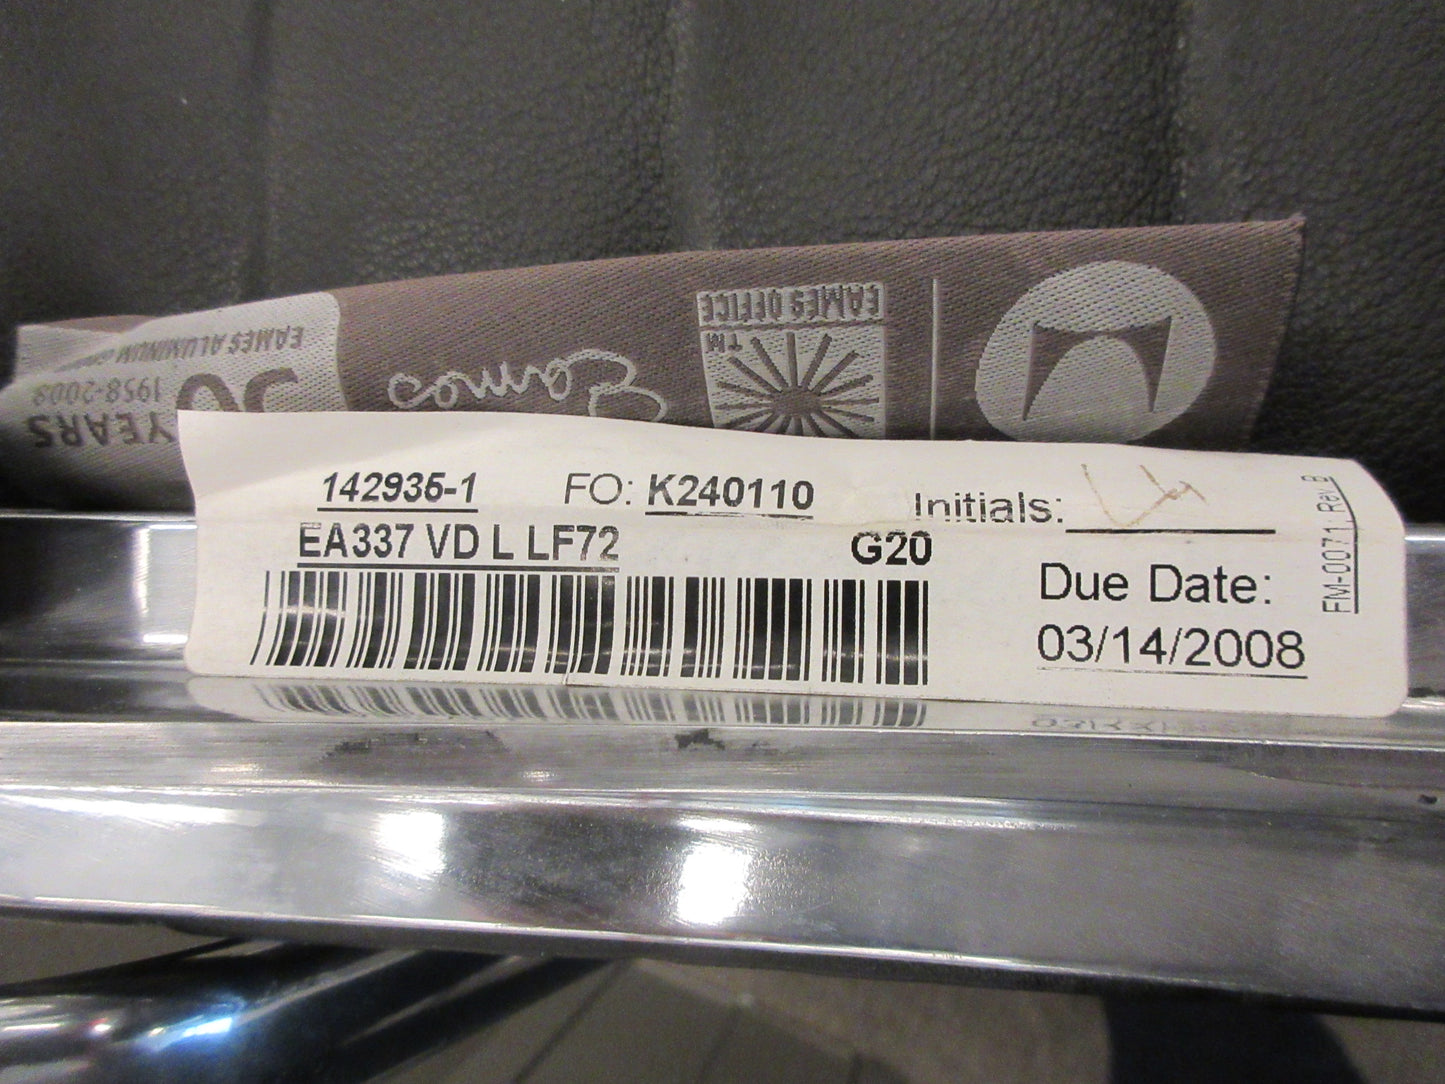 142935-1 FO: K240110 Initials:
EA337 VD L LF72 G20
Due Date:
03/14/2008
FM-0071 Rev B
EAMES OFFICE
TM
Eames
EAMES ALUMINUM
1958-2008
YEARS